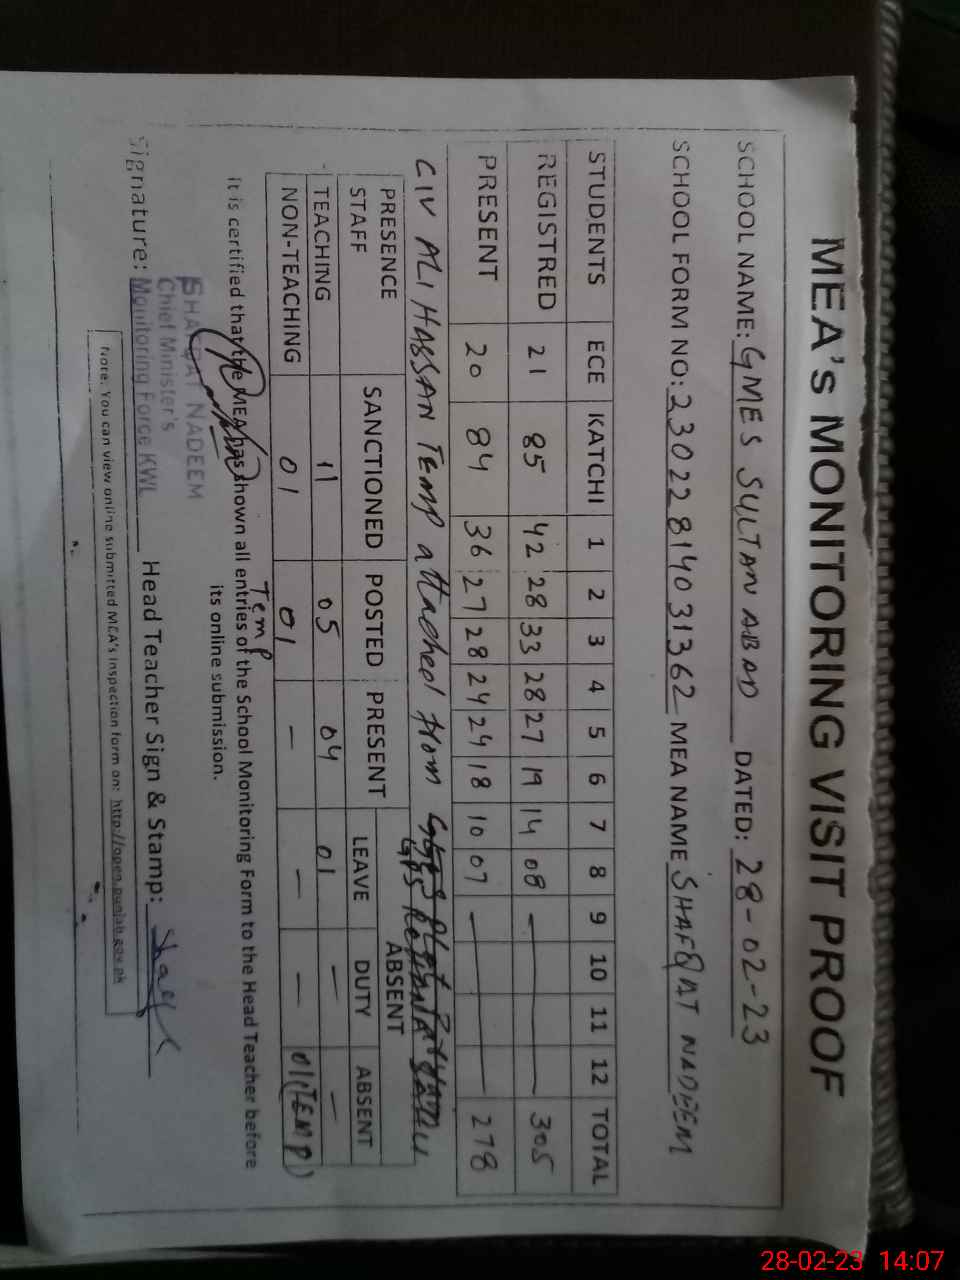 MEA's MONITORING VISIT PROOF
SCHOOL NAME: GMES SULTAN ABAD DATED: 28-02-23
SCHOOL FORM NO: 23022814031362 MEA NAME SHAFQAT NADEEM
STUDENTS ECE KATCHI 1 2 3 4 5 6 7 8 9 10 11 12 TOTAL
REGISTRED 21 85 42 28 33 28 27 19 14 08 — 305
PRESENT 20 84 36 27 28 24 24 18 10 07 — 278
CIV ALI HASSAN TEMP attached from GPS
PRESENCE STAFF SANCTIONED POSTED PRESENT ABSENT
LEAVE DUTY ABSENT
TEACHING 11 05 04 01 — —
NON-TEACHING 01 01 — — — 01(TEMP)
Temp
It is certified that the MEA has shown all entries of the School Monitoring Form to the Head Teacher before
its online submission.
SHAFQAT NADEEM
Chief Minister's
Signature: Monitoring Force KWL Head Teacher Sign & Stamp:
Note: You can view online submitted MEA's inspection form on: http://open.punjab.gov.pk
28-02-23 14:07